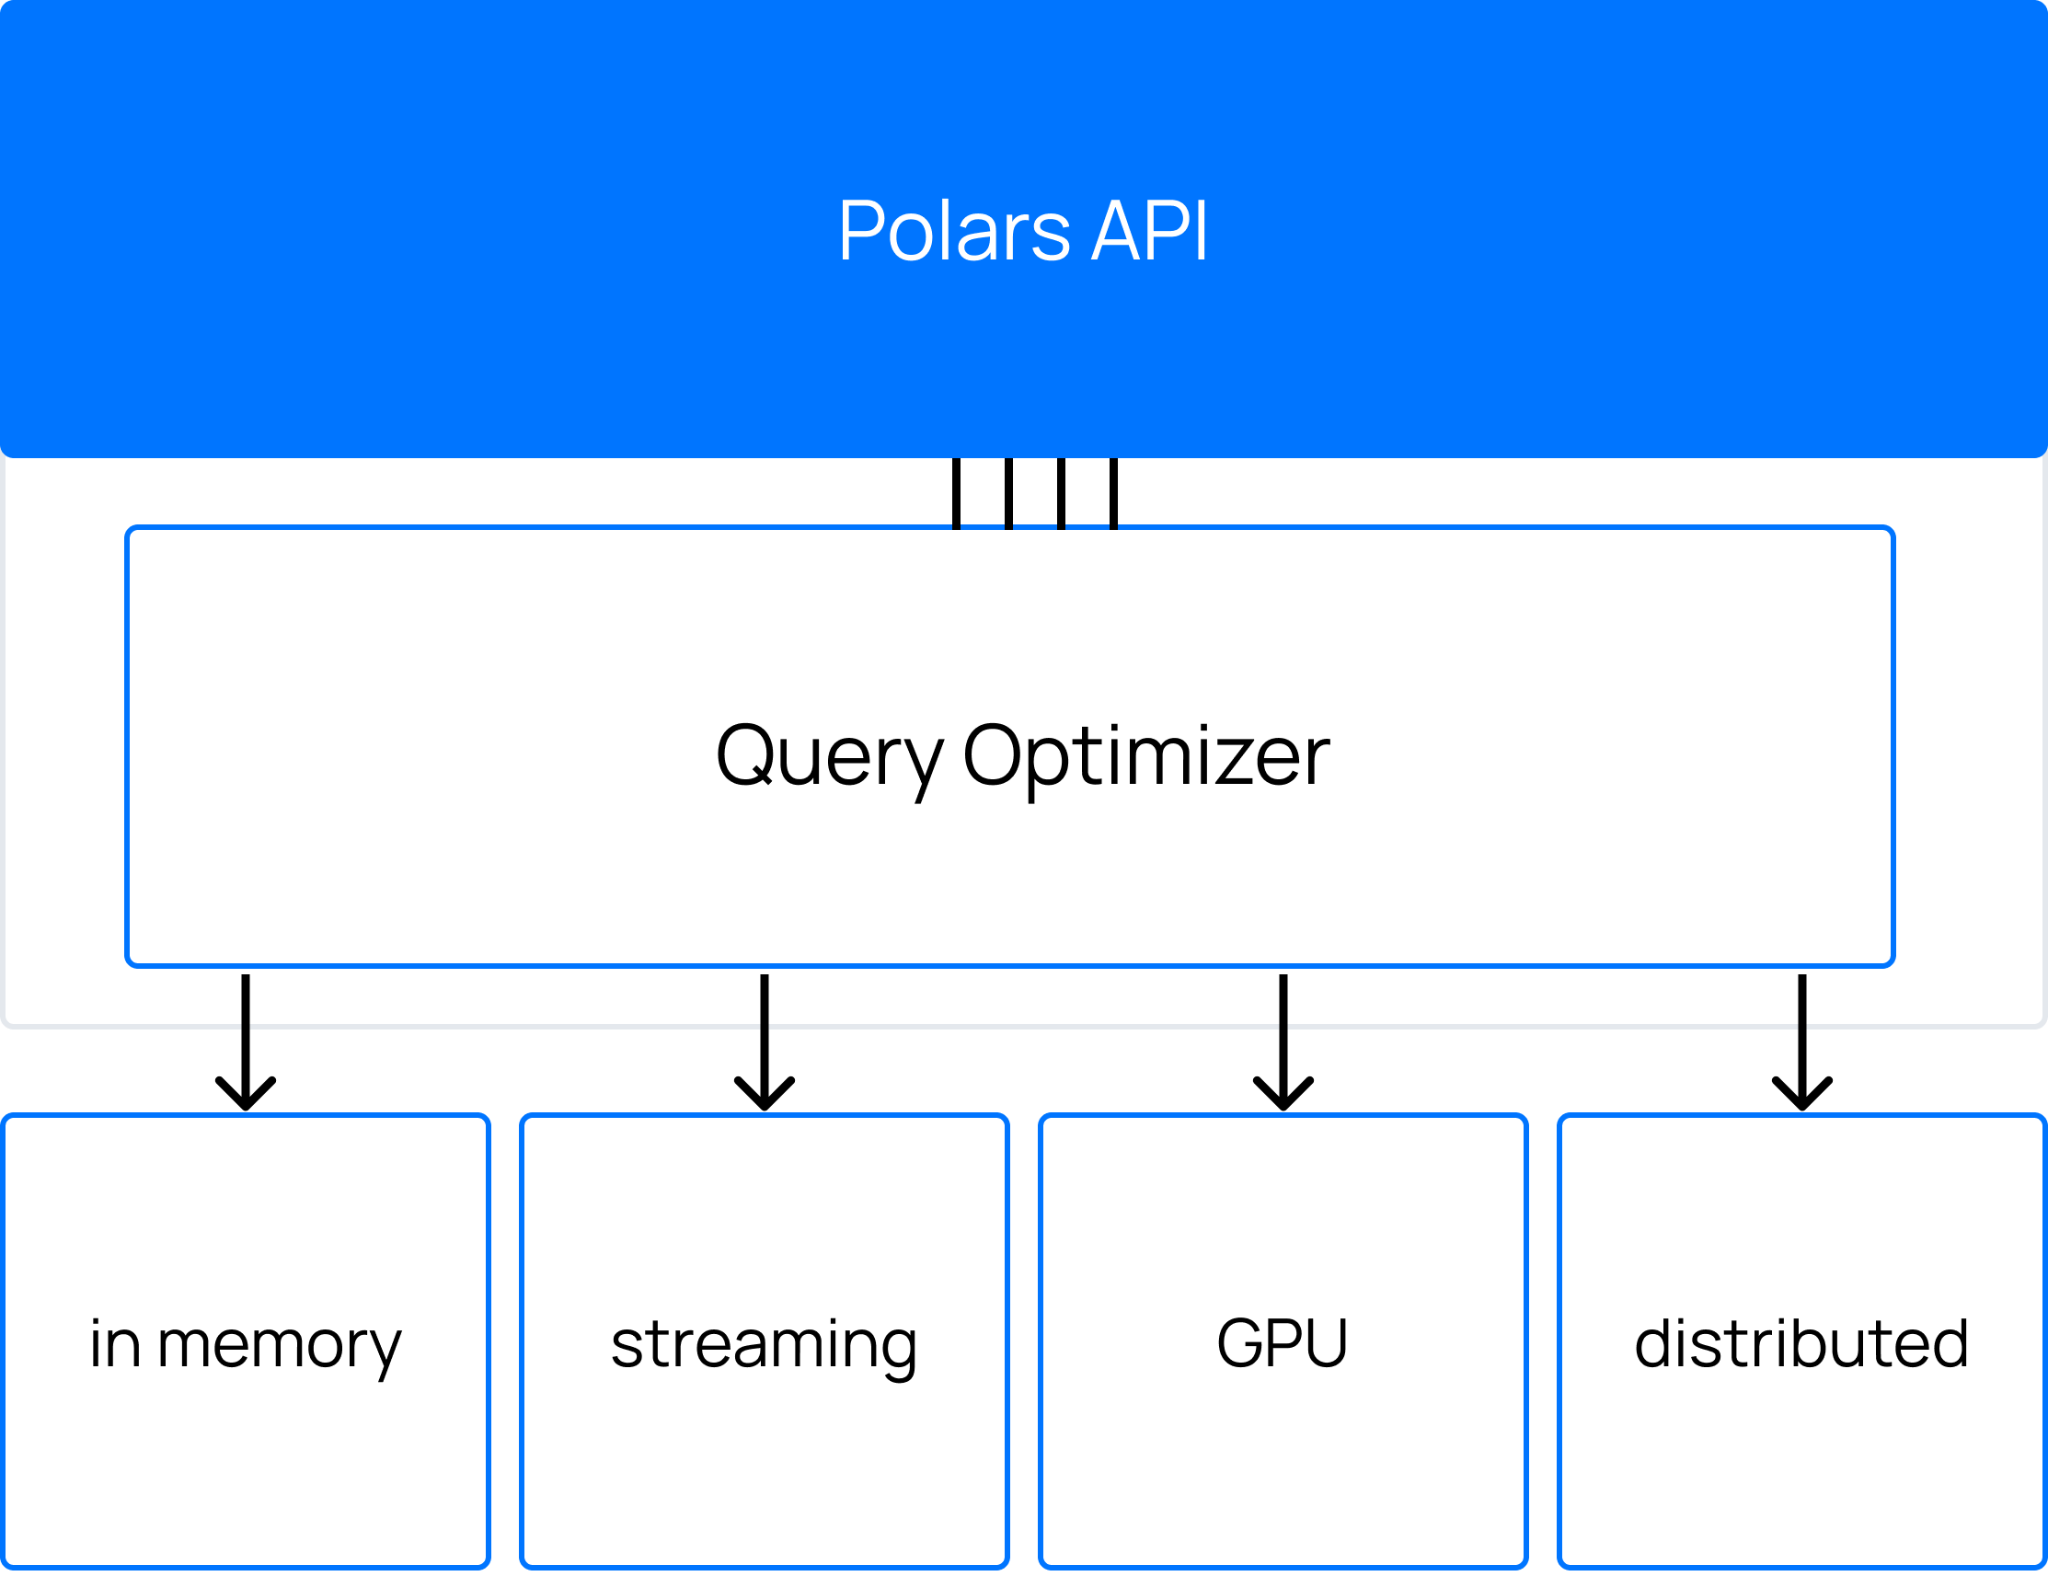 Polars API
Query Optimizer
in memory
streaming
GPU
distributed